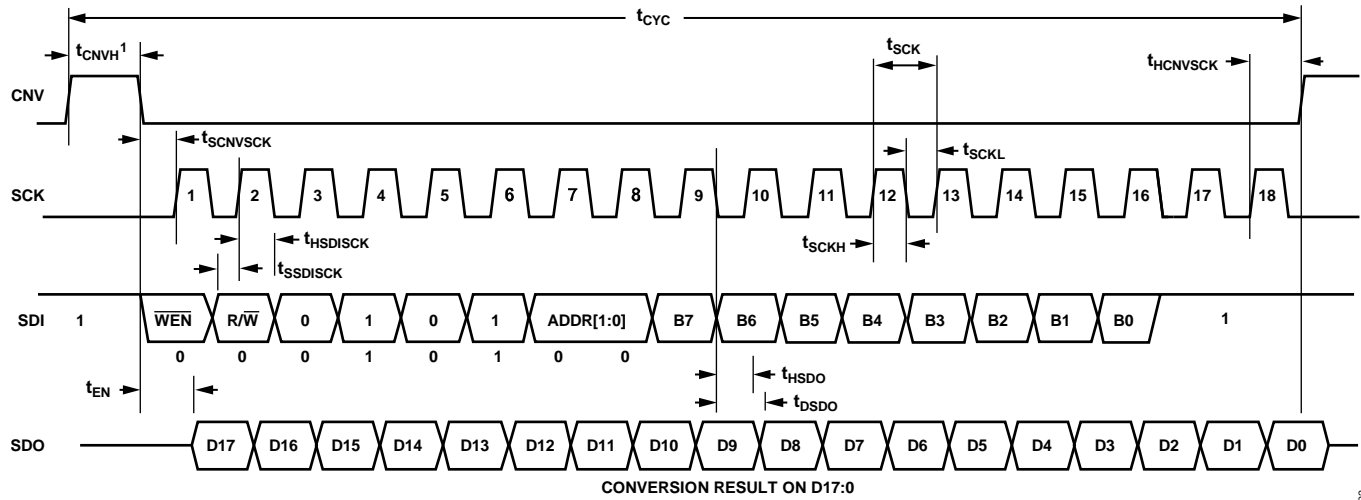 tCYC
tCNVH1
tSCK
tHCNVSCK
CNV
tSCNVSCK
tSCKL
SCK 1 2 3 4 5 6 7 8 9 10 11 12 13 14 15 16 17 18
tHSDISCK
tSCKH
tSSDISCK
SDI 1 WEN R/W 0 1 0 1 ADDR[1:0] B7 B6 B5 B4 B3 B2 B1 B0 1
0 0 0 1 0 1 0 0
tHSDO
tEN
tDSDO
SDO D17 D16 D15 D14 D13 D12 D11 D10 D9 D8 D7 D6 D5 D4 D3 D2 D1 D0
CONVERSION RESULT ON D17:0